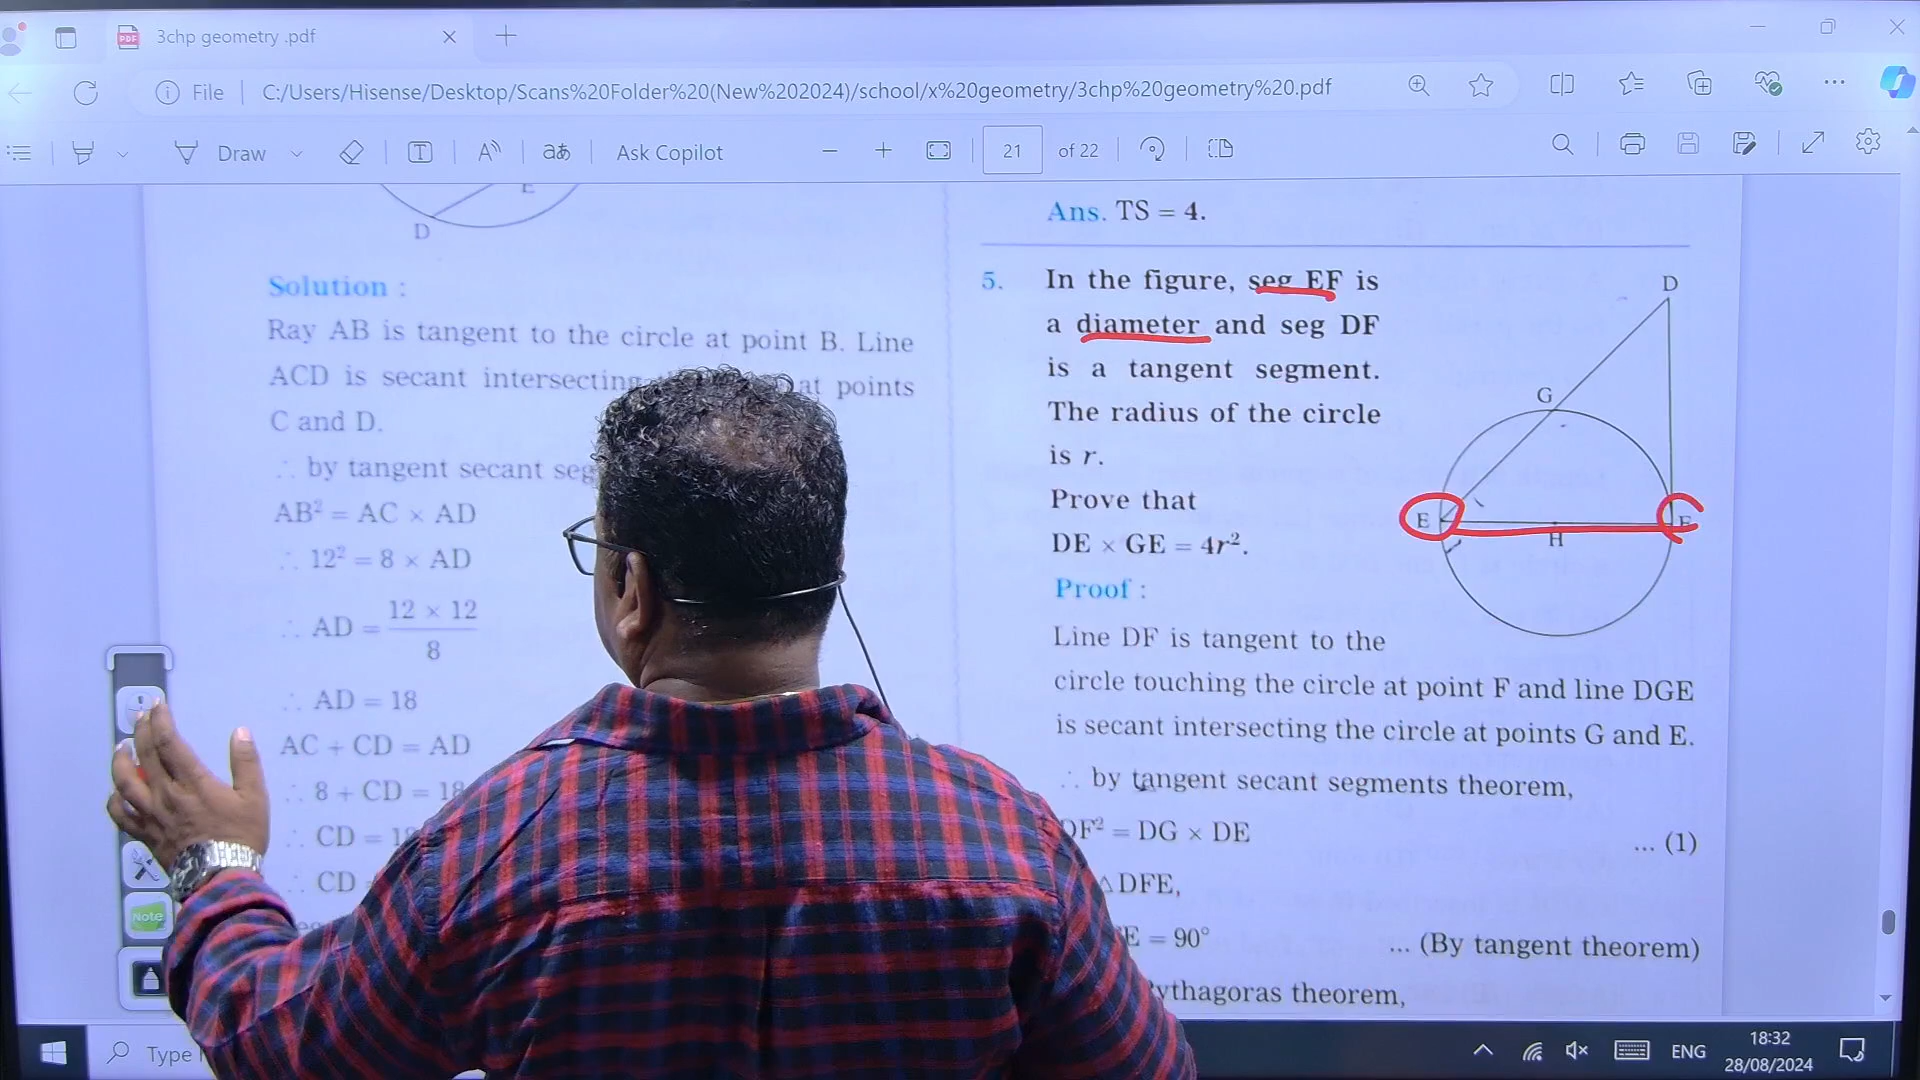 3chp geometry .pdf
File
C:/Users/Hisense/Desktop/Scans%20Folder%20(New%202024)/school/x%20geometry/3chp%20geometry%20.pdf
Draw
T
A
aあ
Ask Copilot
21
of 22
E
D
Solution :
Ray AB is tangent to the circle at point B. Line
ACD is secant intersecting at points
C and D.
∴ by tangent secant
AB² = AC × AD
∴ 12² = 8 × AD
∴ AD = 12 × 12 / 8
∴ AD = 18
AC + CD = AD
∴ 8 + CD = 18
∴ CD =
∴ CD
Note
Ans. TS = 4.
5. In the figure, seg EF is
a diameter and seg DF
is a tangent segment.
The radius of the circle
is r.
Prove that
DE × GE = 4r².
D
G
E
H
F
Proof :
Line DF is tangent to the
circle touching the circle at point F and line DGE
is secant intersecting the circle at points G and E.
∴ by tangent secant segments theorem,
DF² = DG × DE ... (1)
△DFE,
E = 90° ... (By tangent theorem)
theorem,
Type
ENG
18:32
28/08/2024